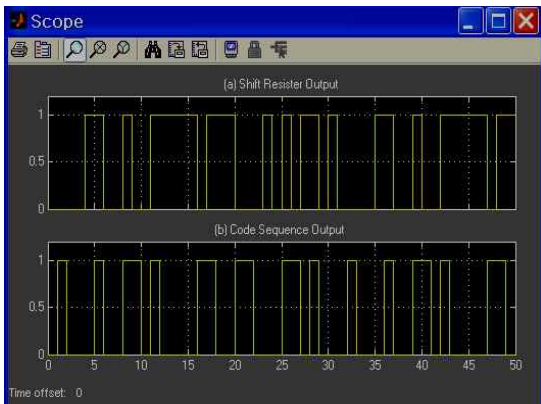 Scope
(a) Shift Resister Output
1
0.5
0
(b) Code Sequence Output
1
0.5
0
0 5 10 15 20 25 30 35 40 45 50
Time offset: 0